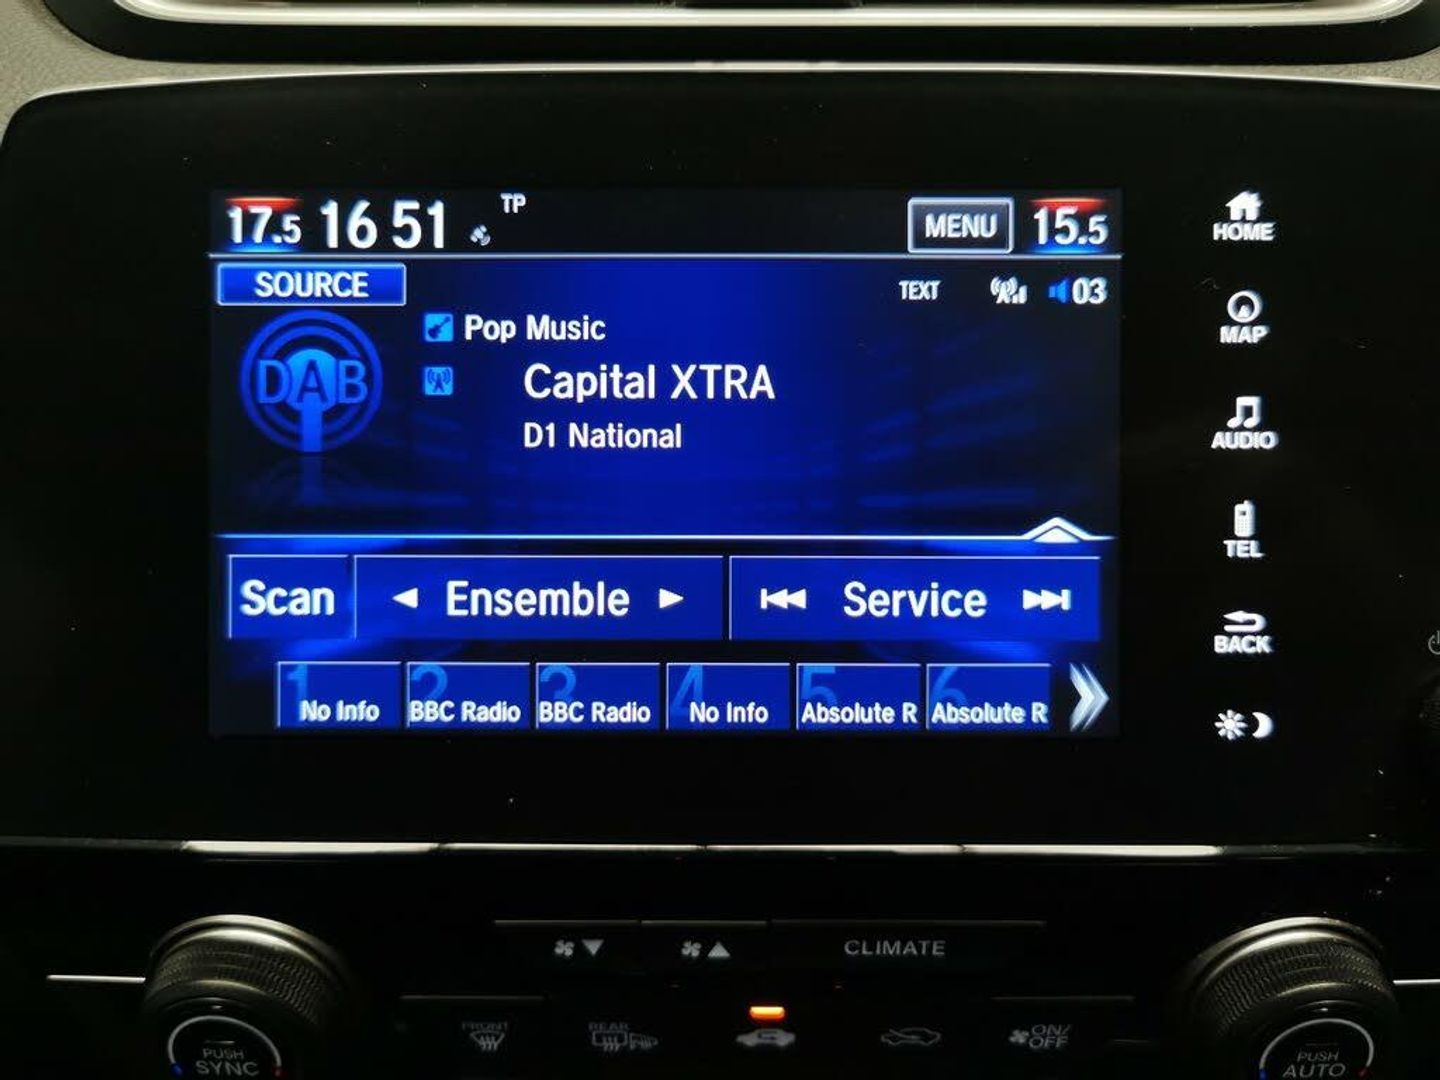 17.5 16 51 TP MENU 15.5
SOURCE TEXT 03
DAB Pop Music
Capital XTRA
D1 National
Scan Ensemble Service
1 No Info 2 BBC Radio 3 BBC Radio 4 No Info 5 Absolute R 6 Absolute R
HOME
MAP
AUDIO
TEL
BACK
CLIMATE
FRONT REAR ON/OFF
PUSH SYNC
PUSH AUTO